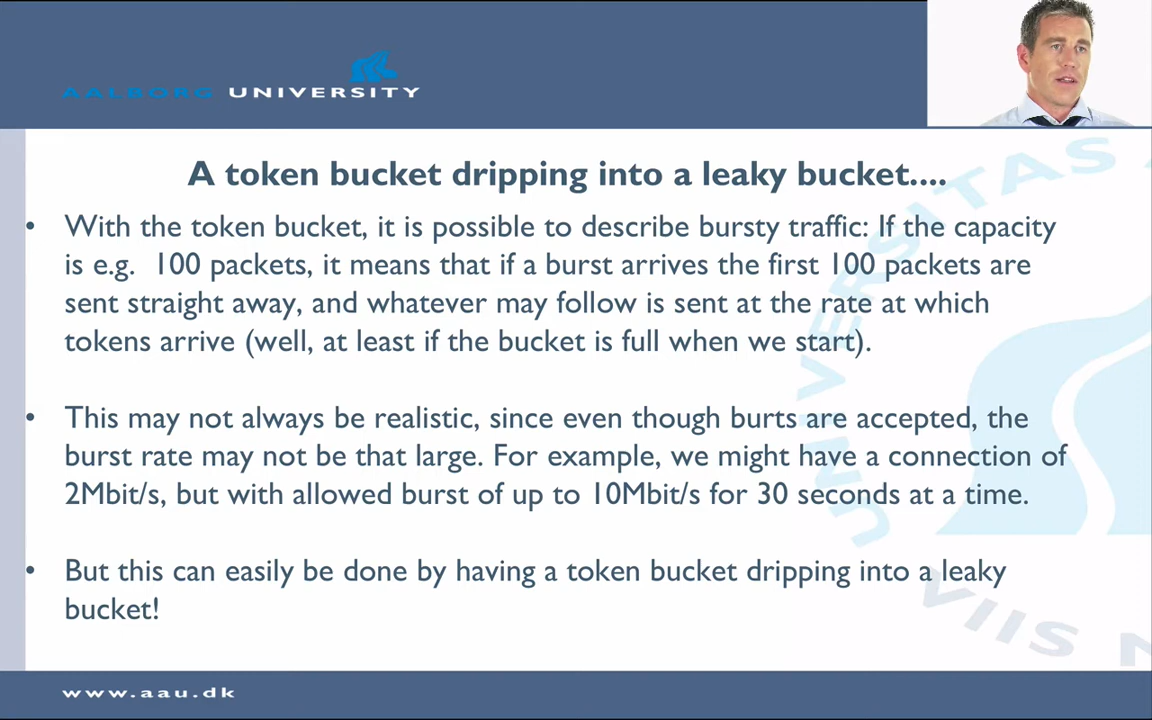 AALBORG UNIVERSITY
A token bucket dripping into a leaky bucket....
• With the token bucket, it is possible to describe bursty traffic: If the capacity
is e.g. 100 packets, it means that if a burst arrives the first 100 packets are
sent straight away, and whatever may follow is sent at the rate at which
tokens arrive (well, at least if the bucket is full when we start).
• This may not always be realistic, since even though burts are accepted, the
burst rate may not be that large. For example, we might have a connection of
2Mbit/s, but with allowed burst of up to 10Mbit/s for 30 seconds at a time.
• But this can easily be done by having a token bucket dripping into a leaky
bucket!
www.aau.dk